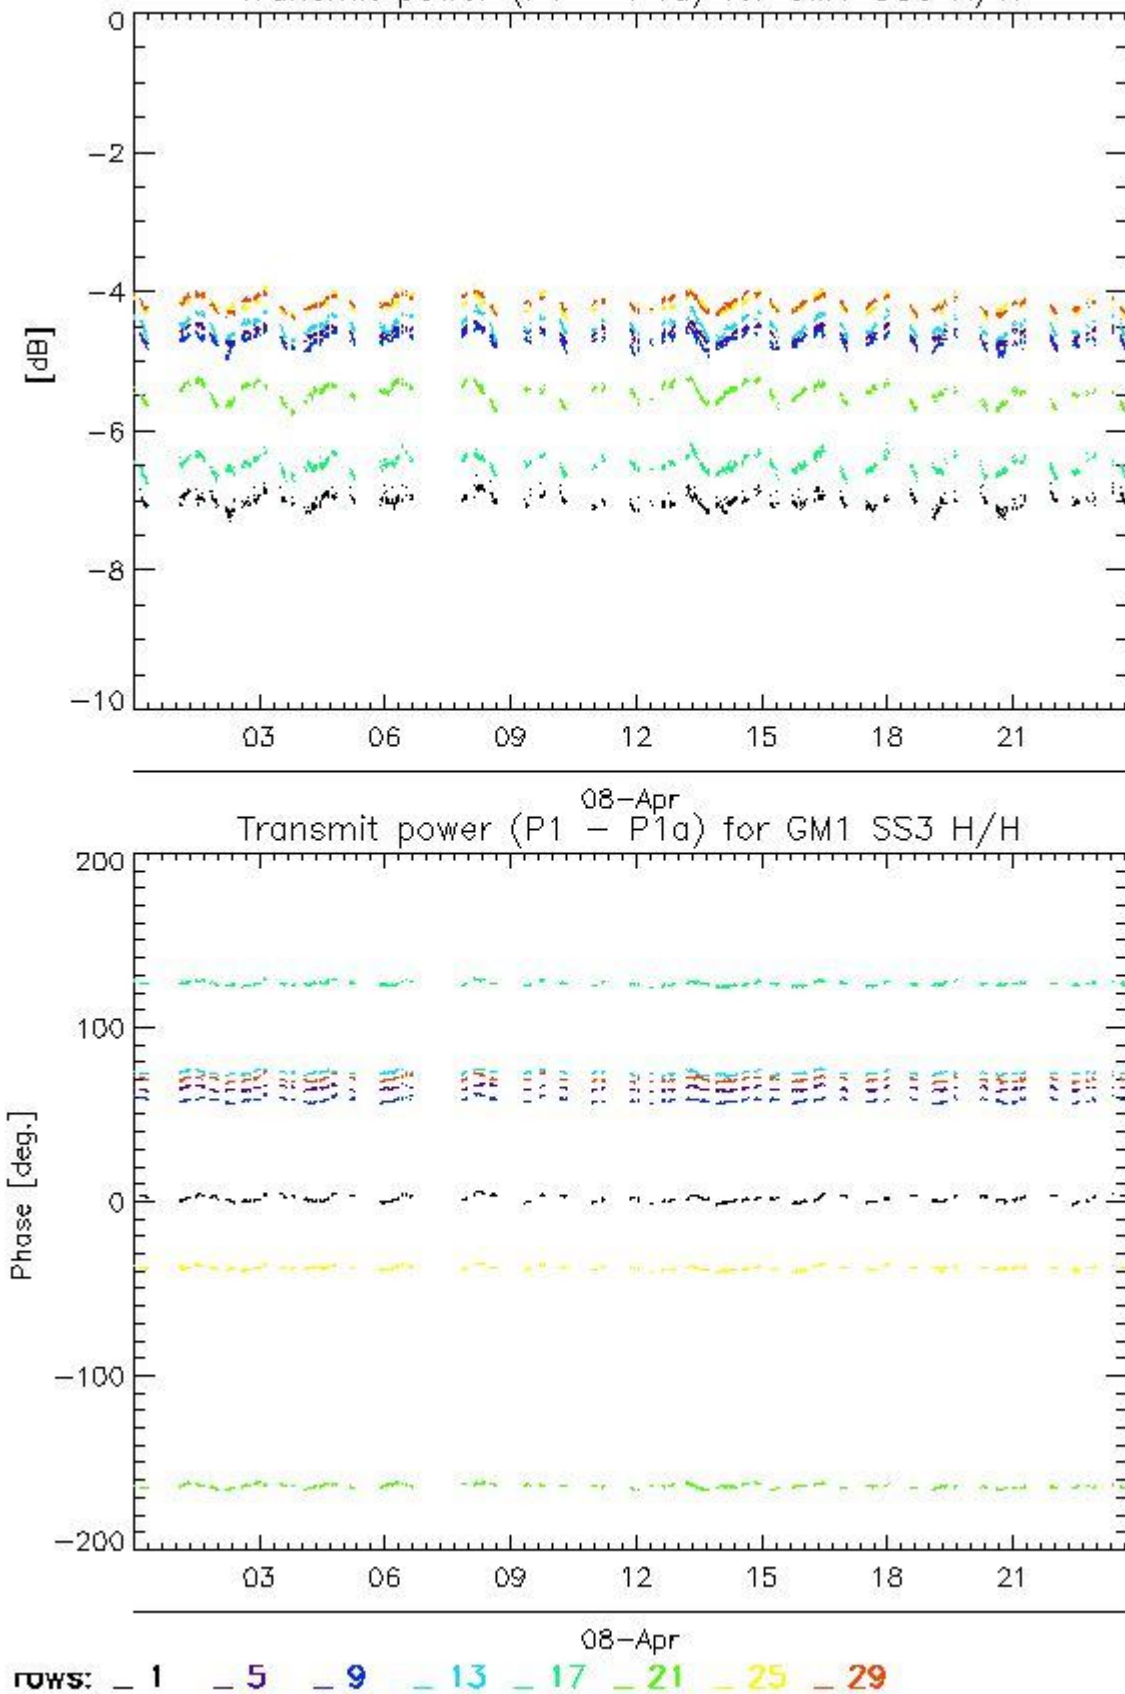 0
−2
−4
[dB]
−6
−8
−10
03 06 09 12 15 18 21
08−Apr
Transmit power (P1 − P1a) for GM1 SS3 H/H
200
100
Phase [deg.]
0
−100
−200
03 06 09 12 15 18 21
08−Apr
rows: _ 1 _ 5 _ 9 _ 13 _ 17 _ 21 _ 25 _ 29